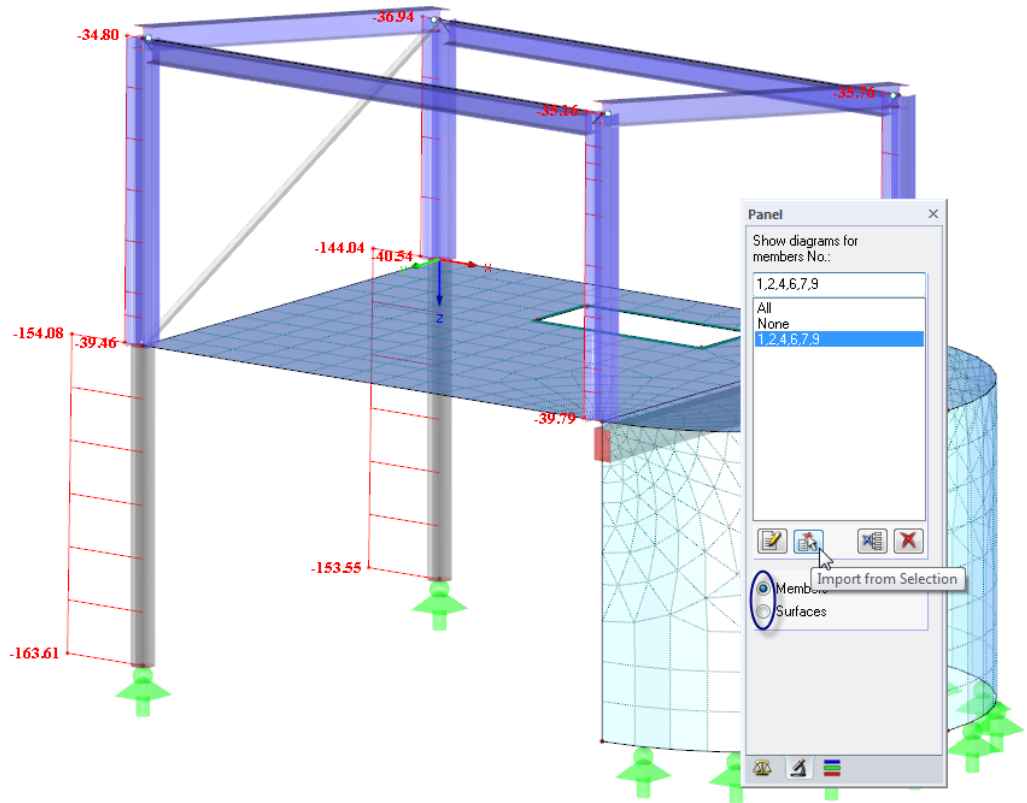 -36.94
-34.80
-35.76
-35.16
Panel
Show diagrams for
members No.:
1,2,4,6,7,9
All
None
1,2,4,6,7,9
-144.04
40.54
X
Z
-154.08
-39.46
-39.79
-153.55
Import from Selection
Members
Surfaces
-163.61